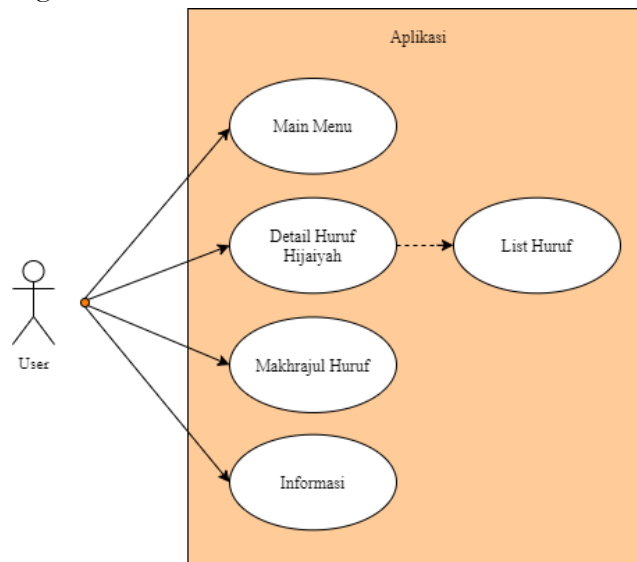 Aplikasi
Main Menu
Detail Huruf
Hijaiyah
List Huruf
User
Makhrajul Huruf
Informasi